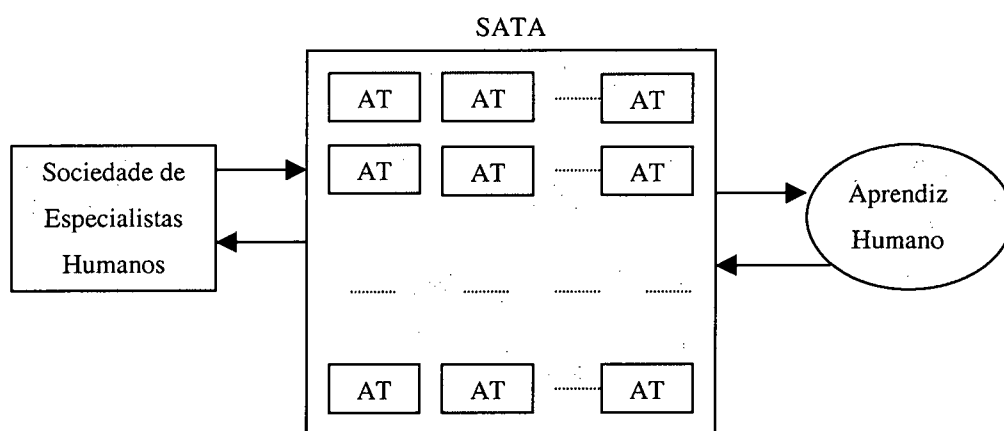 SATA
AT AT AT
AT AT AT
AT AT AT
Sociedade de
Especialistas
Humanos
Aprendiz
Humano